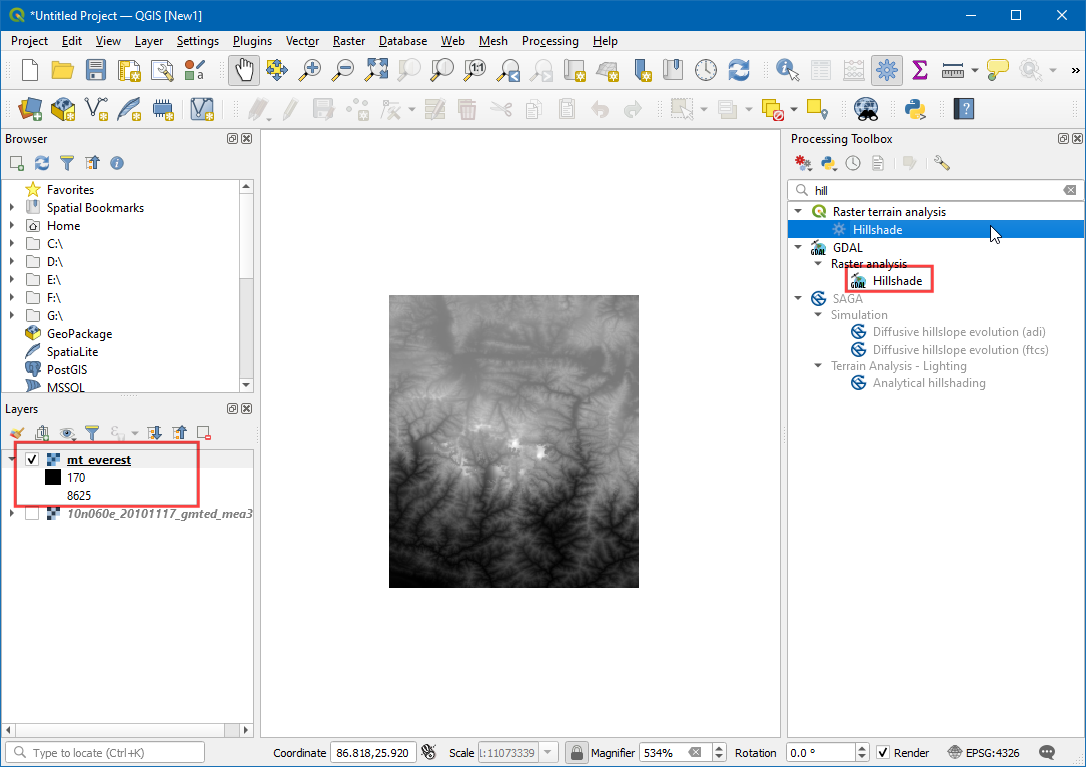 *Untitled Project — QGIS [New1]
Project Edit View Layer Settings Plugins Vector Raster Database Web Mesh Processing Help
1:1
»
Browser
Favorites
Spatial Bookmarks
Home
C:\
D:\
E:\
F:\
G:\
GeoPackage
SpatiaLite
PostGIS
MSSQL
Layers
mt_everest
170
8625
10n060e_20101117_gmted_mea3
Processing Toolbox
hill
Raster terrain analysis
Hillshade
GDAL
Raster analysis
Hillshade
SAGA
Simulation
Diffusive hillslope evolution (adi)
Diffusive hillslope evolution (ftcs)
Terrain Analysis - Lighting
Analytical hillshading
Type to locate (Ctrl+K)
Coordinate 86.818,25.920 Scale 1:11073339 Magnifier 534% Rotation 0.0 ° Render EPSG:4326